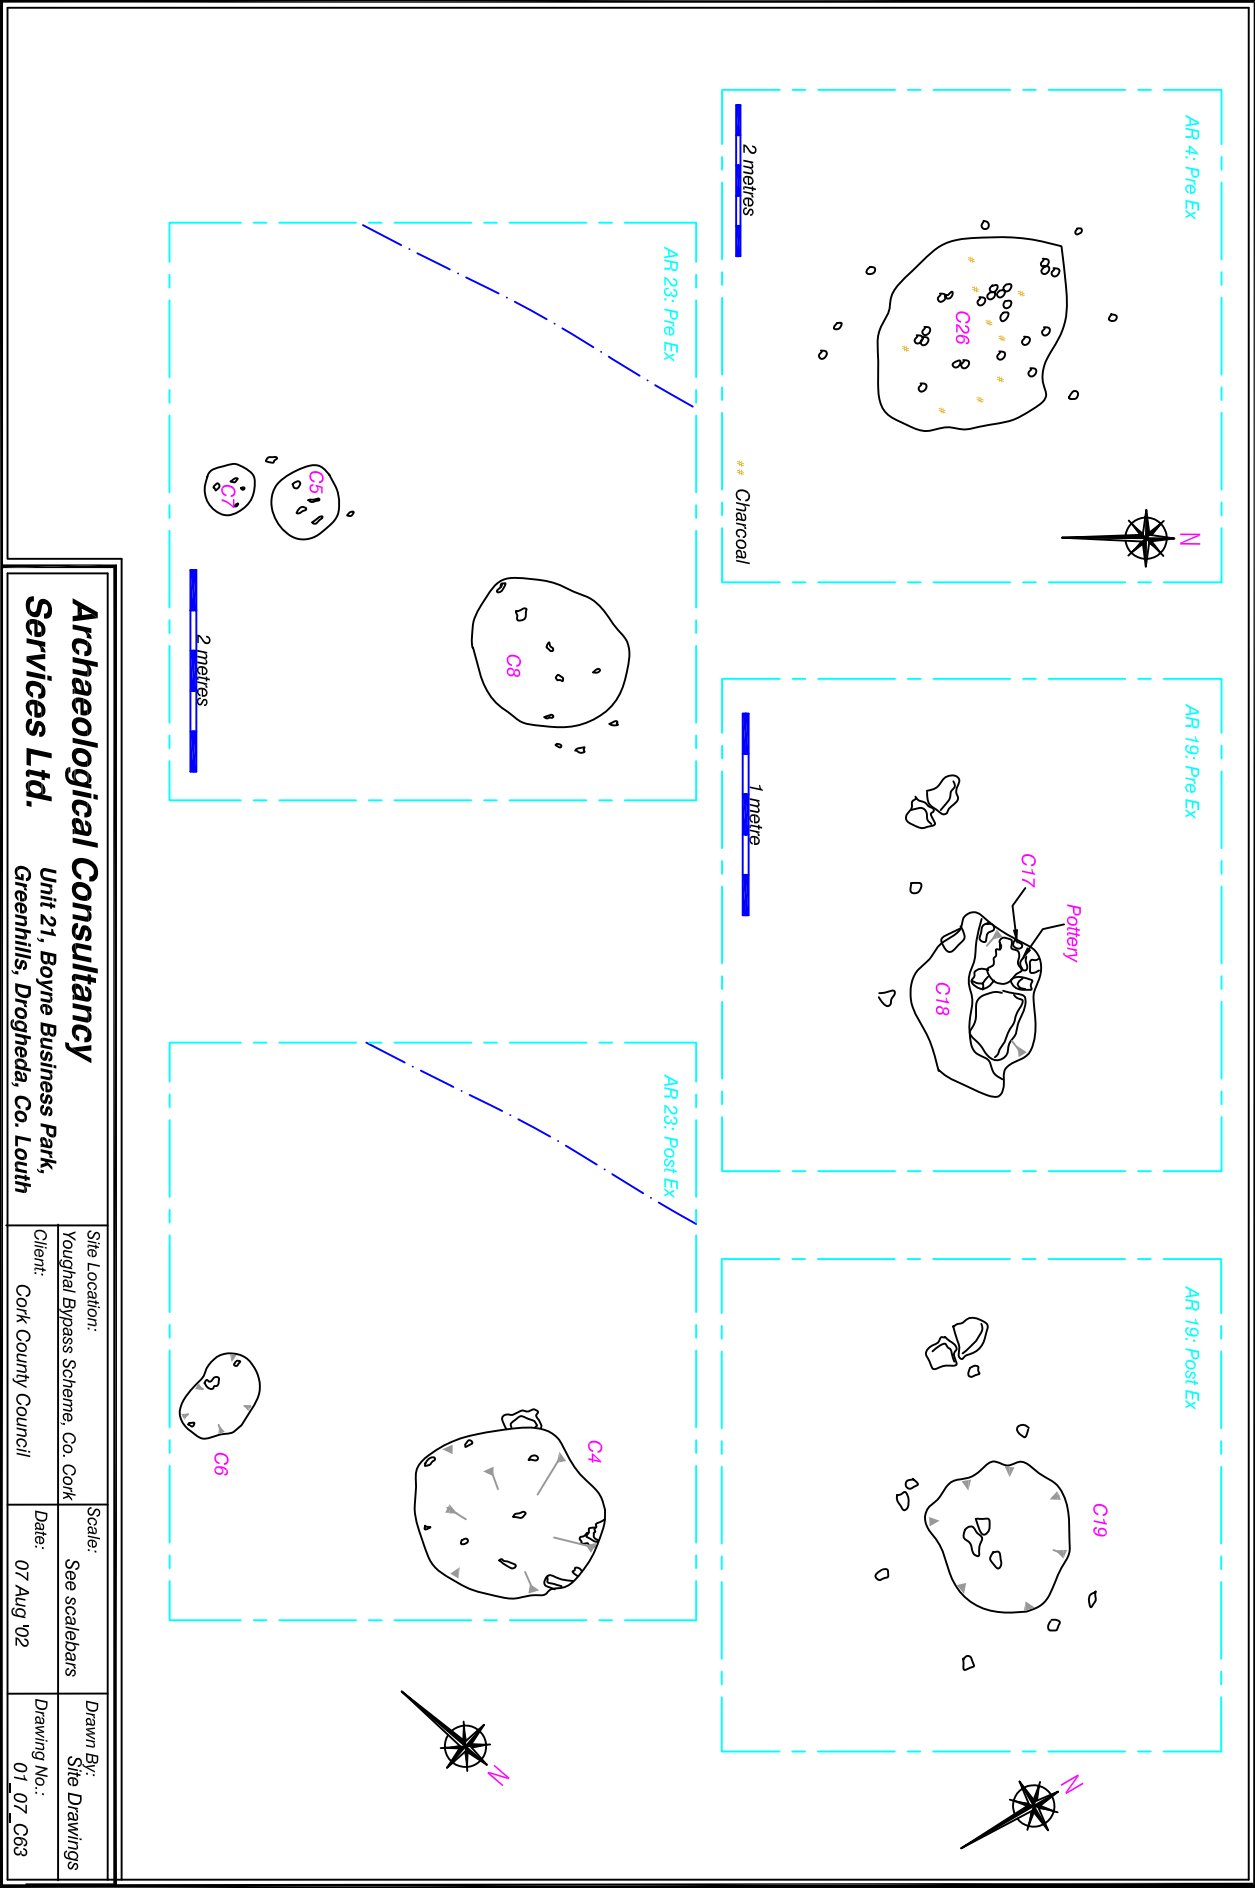 AR 4: Pre Ex
C26
2 metres
## Charcoal
N
AR 19: Pre Ex
C17
Pottery
C18
1 metre
AR 19: Post Ex
C19
N
AR 23: Pre Ex
C5
C7
C8
2 metres
AR 23: Post Ex
C4
C6
N
Archaeological Consultancy
Services Ltd.
Unit 21, Boyne Business Park,
Greenhills, Drogheda, Co. Louth
Site Location:
Youghal Bypass Scheme, Co. Cork
Client: Cork County Council
Scale:
See scalebars
Date: 07 Aug '02
Drawn By:
Site Drawings
Drawing No.:
01_07_C63